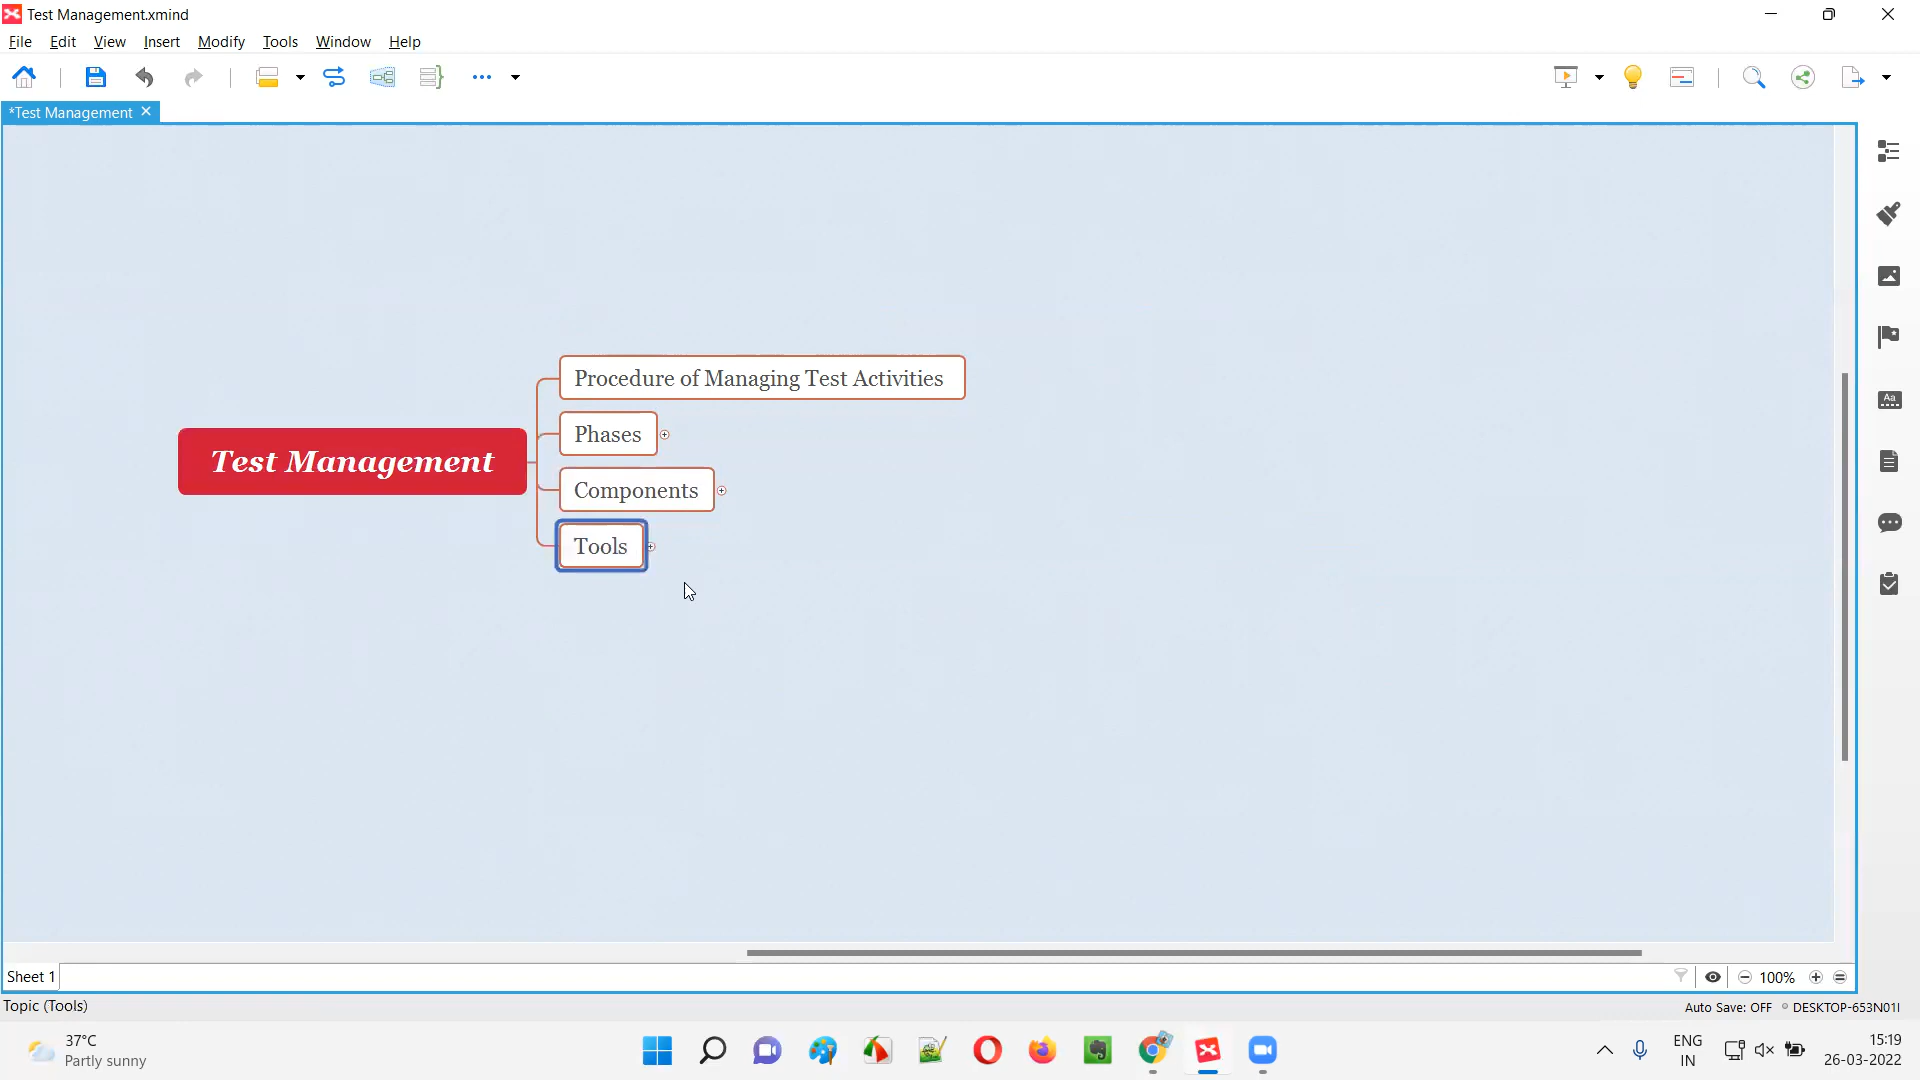 Test Management.xmind
File Edit View Insert Modify Tools Window Help
*Test Management
Procedure of Managing Test Activities
Phases
Test Management
Components
Tools
Aa
Sheet 1
100%
Topic (Tools)
Auto Save: OFF DESKTOP-653N01I
37°C
Partly sunny
ENG
IN
15:19
26-03-2022